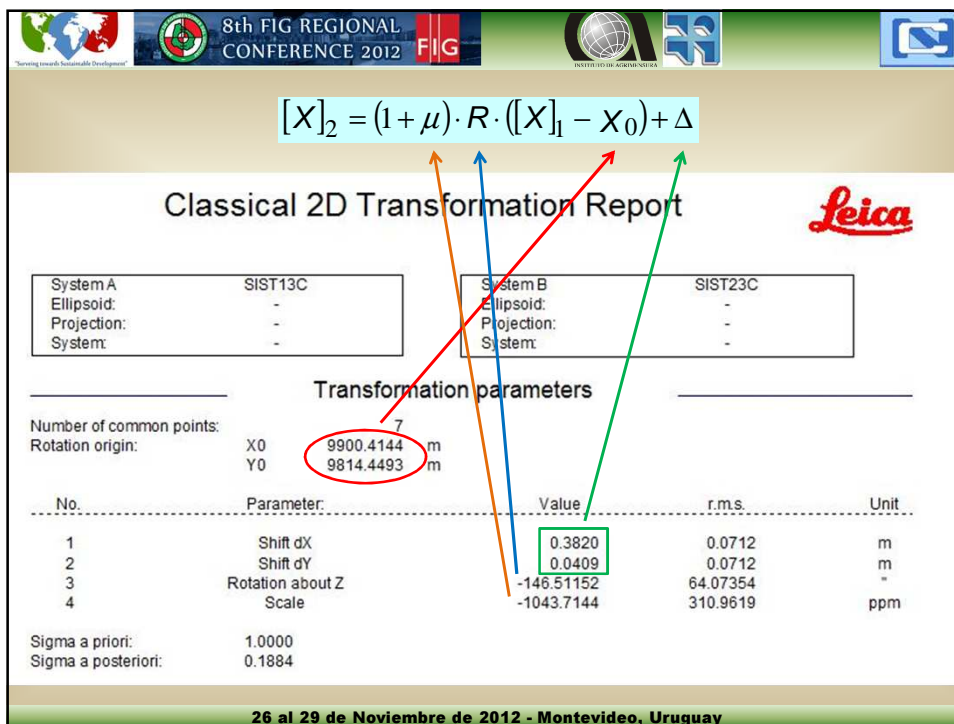 "Surveying towards Sustainable Development"
8th FIG REGIONAL
CONFERENCE 2012
FIG
INSTITUTO DE AGRIMENSURA
[X]₂ = (1 + μ) · R · ([X]₁ − X₀) + Δ
Classical 2D Transformation Report
Leica
System A SIST13C
Ellipsoid: -
Projection: -
System: -
System B SIST23C
Ellipsoid: -
Projection: -
System: -
Transformation parameters
Number of common points: 7
Rotation origin: X0 9900.4144 m
Y0 9814.4493 m
No. Parameter: Value r.m.s. Unit
1 Shift dX 0.3820 0.0712 m
2 Shift dY 0.0409 0.0712 m
3 Rotation about Z -146.51152 64.07354 "
4 Scale -1043.7144 310.9619 ppm
Sigma a priori: 1.0000
Sigma a posteriori: 0.1884
26 al 29 de Noviembre de 2012 - Montevideo, Uruguay